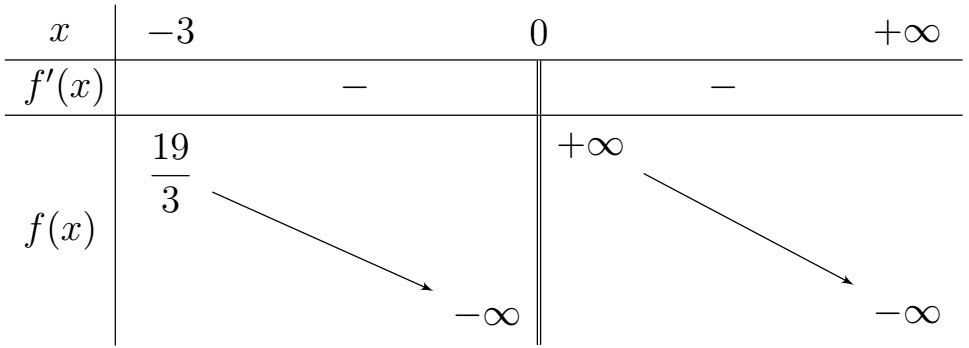 x −3 0 +∞
f′(x) − −
19/3 +∞
f(x)
−∞ −∞